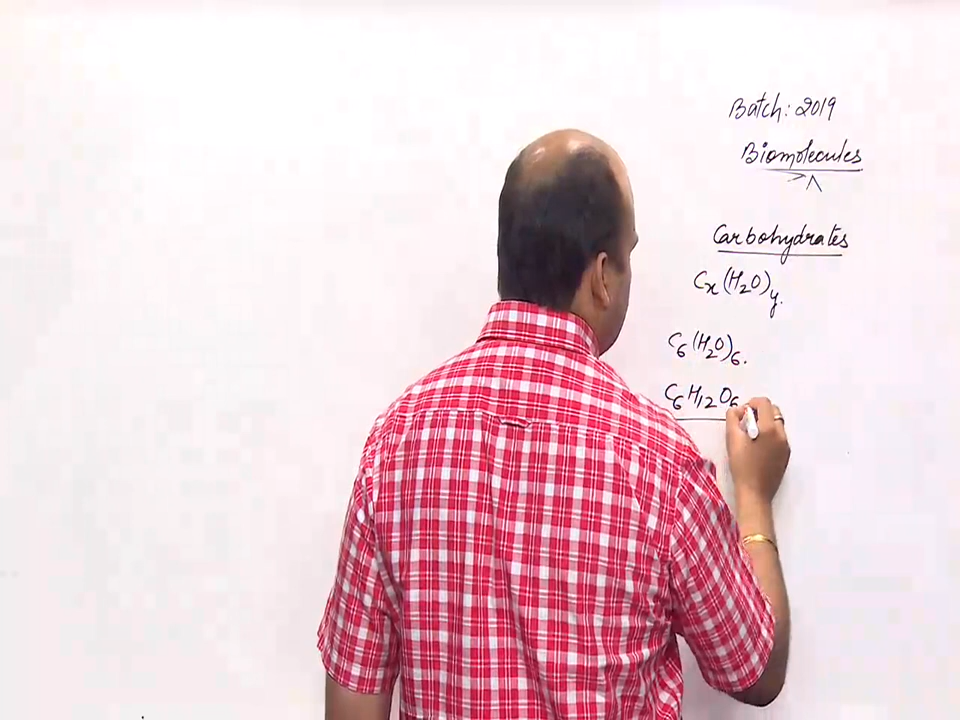 Batch: 2019
Biomolecules
Carbohydrates
Cx(H2O)y.
C6(H2O)6.
C6H12O6